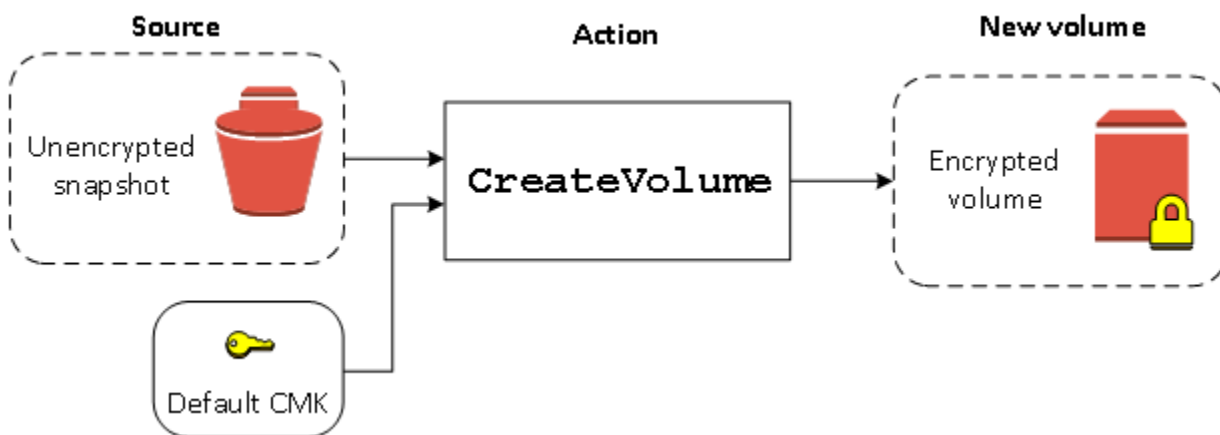 Source
Action
New volume
Unencrypted
snapshot
CreateVolume
Encrypted
volume
Default CMK